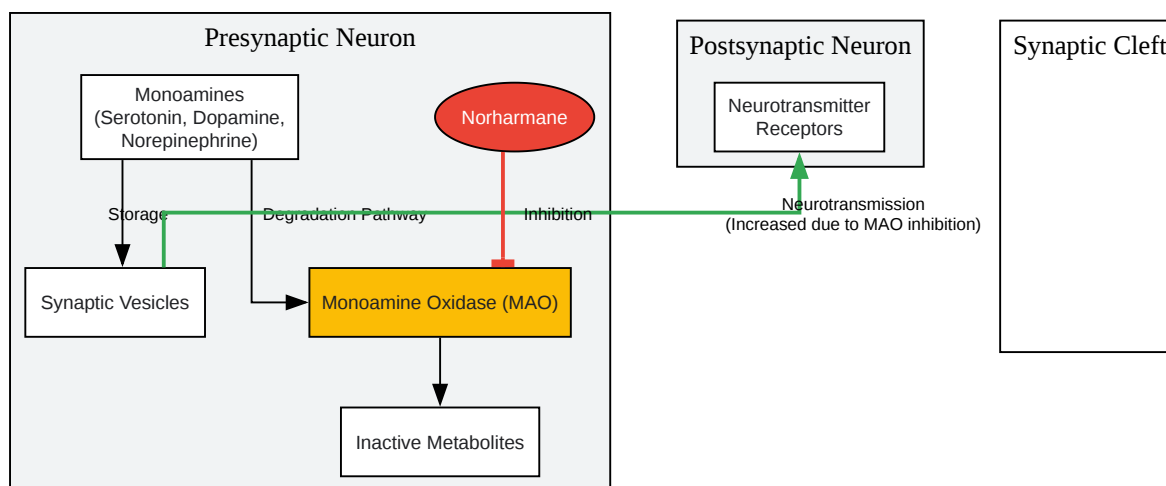 Presynaptic Neuron
Monoamines
(Serotonin, Dopamine,
Norepinephrine)
Norharmane
Storage
Degradation Pathway
Inhibition
Synaptic Vesicles
Monoamine Oxidase (MAO)
Inactive Metabolites
Postsynaptic Neuron
Neurotransmitter
Receptors
Neurotransmission
(Increased due to MAO inhibition)
Synaptic Cleft